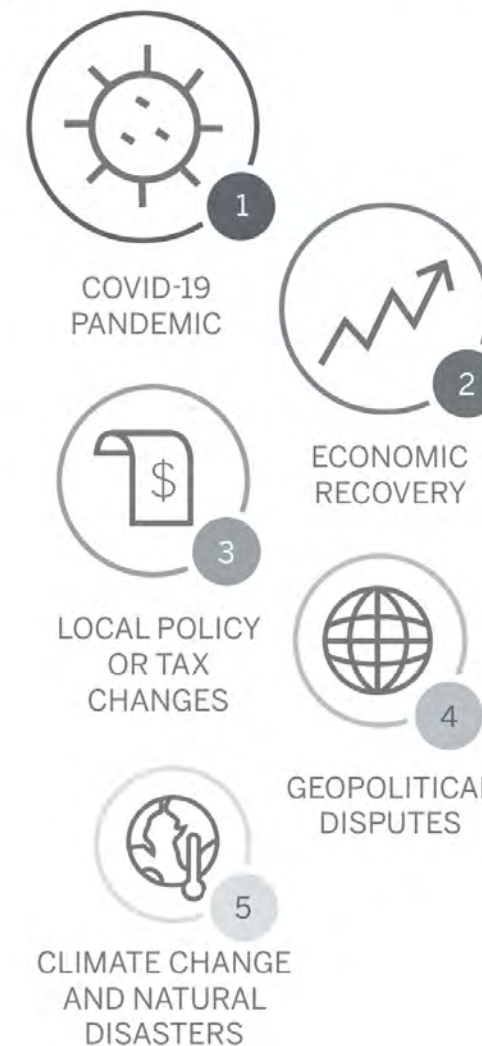 1
COVID-19
PANDEMIC
2
ECONOMIC
RECOVERY
$
3
LOCAL POLICY
OR TAX
CHANGES
4
GEOPOLITICAL
DISPUTES
5
CLIMATE CHANGE
AND NATURAL
DISASTERS